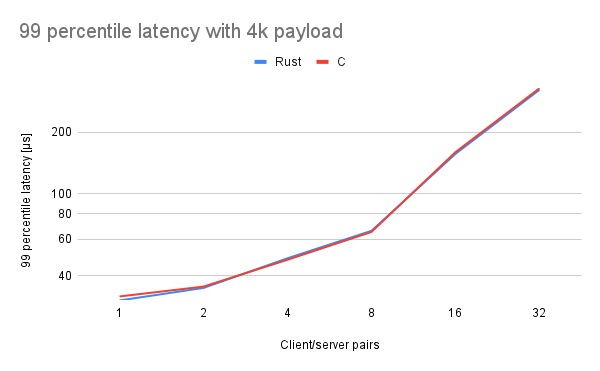 99 percentile latency with 4k payload
Rust
C
99 percentile latency [µs]
200
100
80
60
40
1
2
4
8
16
32
Client/server pairs